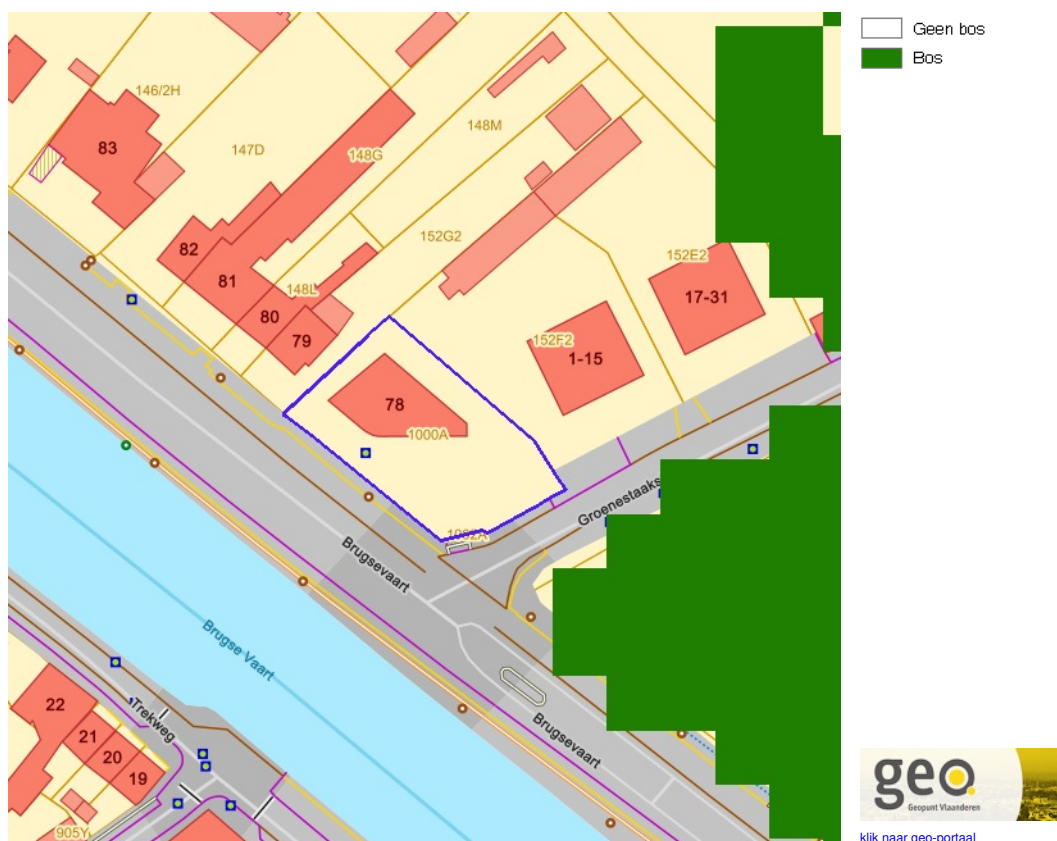 Geen bos
Bos
146/2H
83
147D
148M
148G
82
152G2
152E2
81
17-31
148L
80
79
152F2
1-15
78
1000A
Groenestaaks
Brugsevaart
Brugse Vaart
22
Trekweg
21
20
19
Brugsevaart
905Y
geo
Geopunt Vlaanderen
klik naar geo-portaal